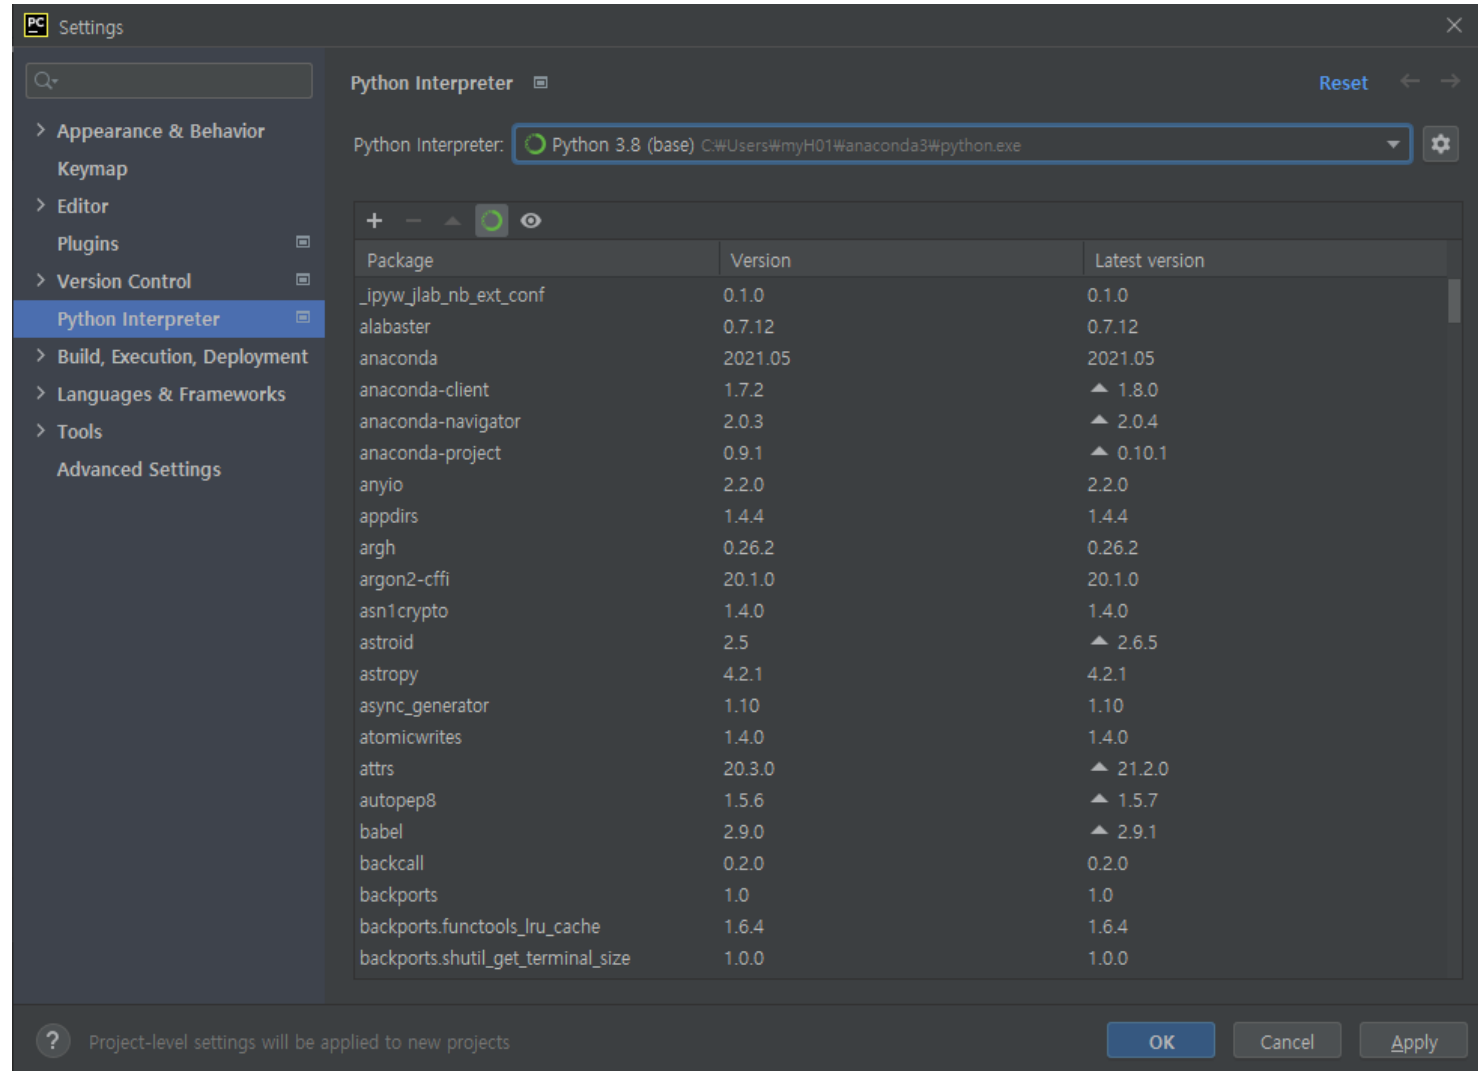 PC Settings
Appearance & Behavior
Keymap
Editor
Plugins
Version Control
Python Interpreter
Build, Execution, Deployment
Languages & Frameworks
Tools
Advanced Settings
Python Interpreter
Reset
Python Interpreter: Python 3.8 (base) C:₩Users₩myH01₩anaconda3₩python.exe
Package Version Latest version
_ipyw_jlab_nb_ext_conf 0.1.0 0.1.0
alabaster 0.7.12 0.7.12
anaconda 2021.05 2021.05
anaconda-client 1.7.2 1.8.0
anaconda-navigator 2.0.3 2.0.4
anaconda-project 0.9.1 0.10.1
anyio 2.2.0 2.2.0
appdirs 1.4.4 1.4.4
argh 0.26.2 0.26.2
argon2-cffi 20.1.0 20.1.0
asn1crypto 1.4.0 1.4.0
astroid 2.5 2.6.5
astropy 4.2.1 4.2.1
async_generator 1.10 1.10
atomicwrites 1.4.0 1.4.0
attrs 20.3.0 21.2.0
autopep8 1.5.6 1.5.7
babel 2.9.0 2.9.1
backcall 0.2.0 0.2.0
backports 1.0 1.0
backports.functools_lru_cache 1.6.4 1.6.4
backports.shutil_get_terminal_size 1.0.0 1.0.0
? Project-level settings will be applied to new projects
OK Cancel Apply